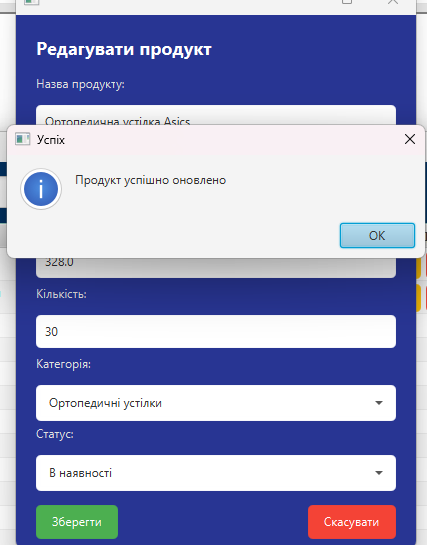 Редагувати продукт
Назва продукту:
Ортопедична устілка Asics
Успіх
Продукт успішно оновлено
OK
328.0
Кількість:
30
Категорія:
Ортопедичні устілки
Статус:
В наявності
Зберегти
Скасувати